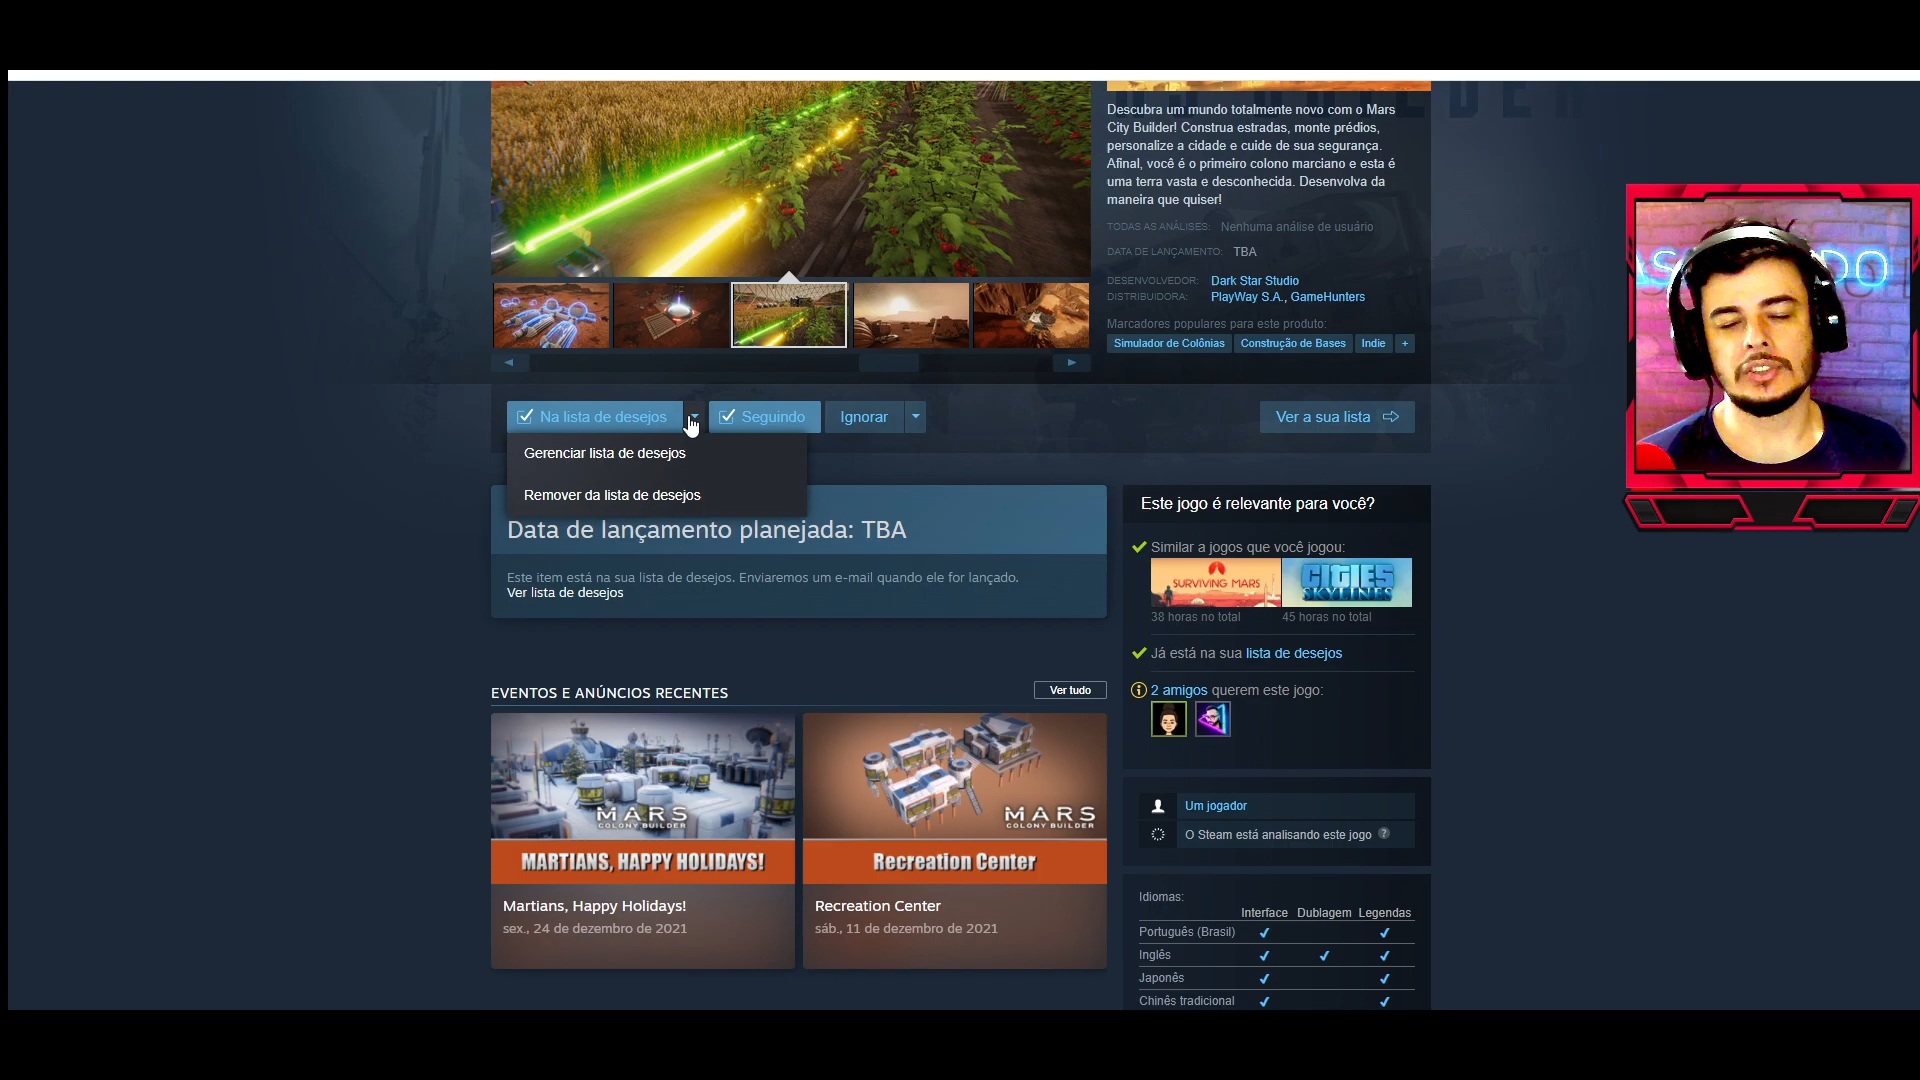 Descubra um mundo totalmente novo com o Mars
City Builder! Construa estradas, monte prédios,
personalize a cidade e cuide de sua segurança.
Afinal, você é o primeiro colono marciano e esta é
uma terra vasta e desconhecida. Desenvolva da
maneira que quiser!
TODAS AS ANÁLISES: Nenhuma análise de usuário
DATA DE LANÇAMENTO: TBA
DESENVOLVEDOR: Dark Star Studio
DISTRIBUIDORA: PlayWay S.A., GameHunters
Marcadores populares para este produto:
Simulador de Colônias Construção de Bases Indie +
Na lista de desejos Seguindo Ignorar Ver a sua lista
Gerenciar lista de desejos
Remover da lista de desejos
Data de lançamento planejada: TBA
Este item está na sua lista de desejos. Enviaremos um e-mail quando ele for lançado.
Ver lista de desejos
EVENTOS E ANÚNCIOS RECENTES Ver tudo
MARS
COLONY BUILDER
MARTIANS, HAPPY HOLIDAYS!
Martians, Happy Holidays!
sex., 24 de dezembro de 2021
MARS
COLONY BUILDER
Recreation Center
Recreation Center
sáb., 11 de dezembro de 2021
Este jogo é relevante para você?
Similar a jogos que você jogou:
SURVIVING MARS
CITIES
SKYLINES
38 horas no total 45 horas no total
Já está na sua lista de desejos
2 amigos querem este jogo:
Um jogador
O Steam está analisando este jogo ?
Idiomas:
Interface Dublagem Legendas
Português (Brasil)
Inglês
Japonês
Chinês tradicional